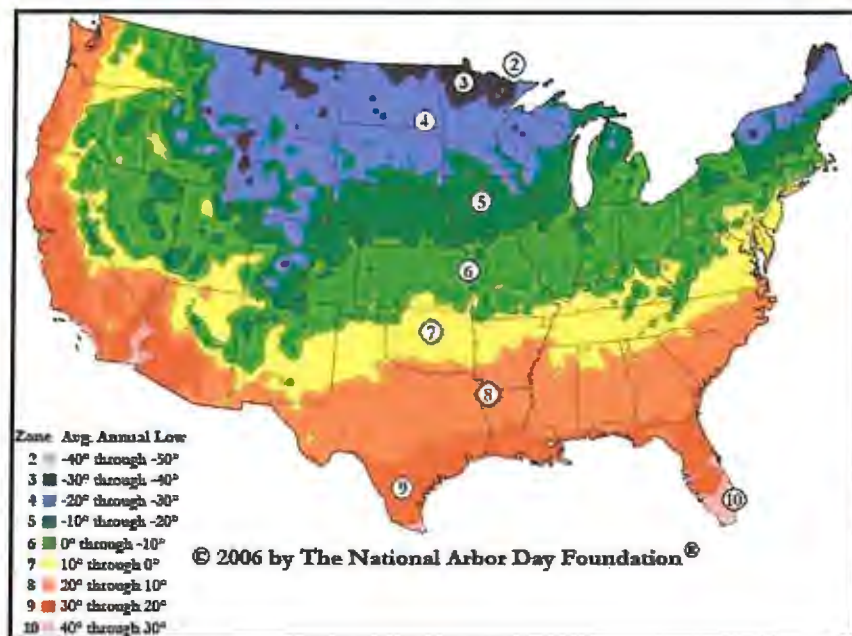 2
3
4
5
6
7
8
9
10
Zone Avg. Annual Low
2 -40° through -50°
3 -30° through -40°
4 -20° through -30°
5 -10° through -20°
6 0° through -10°
7 10° through 0°
8 20° through 10°
9 30° through 20°
10 40° through 30°
© 2006 by The National Arbor Day Foundation®